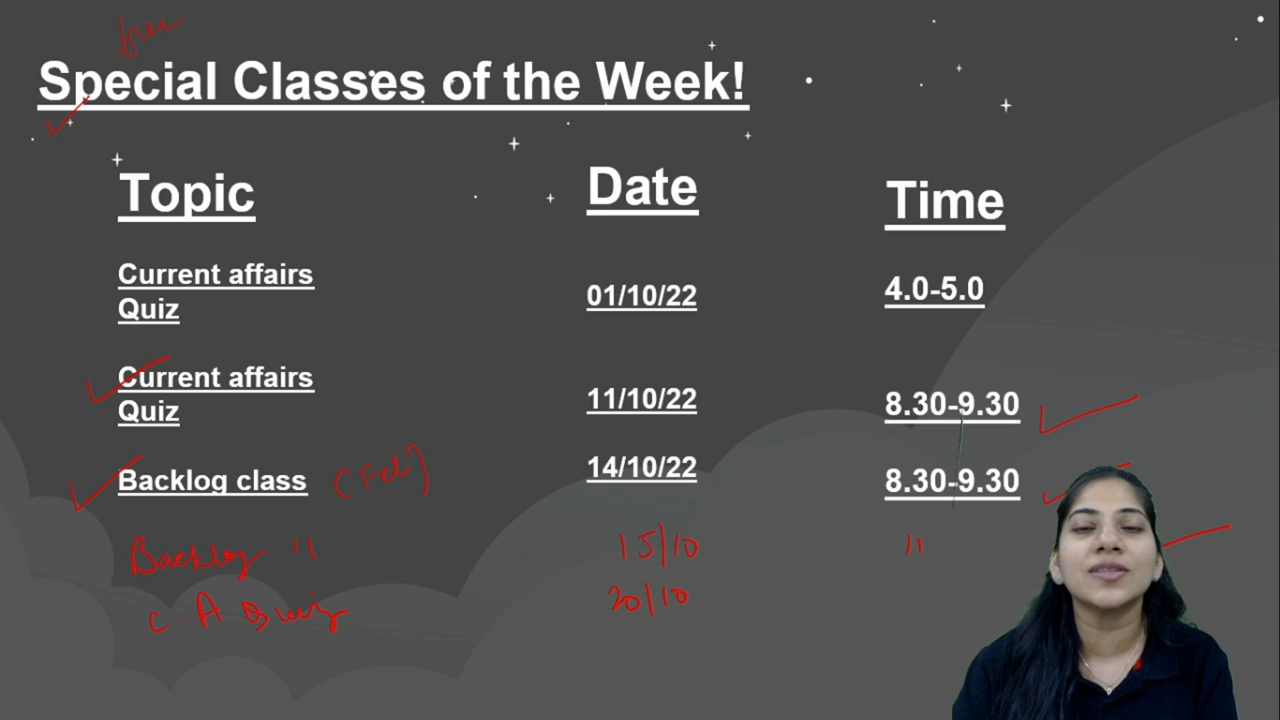 free
Special Classes of the Week!
Topic Date Time
Current affairs
Quiz 01/10/22 4.0-5.0
Current affairs
Quiz 11/10/22 8.30-9.30
Backlog class (Feb) 14/10/22 8.30-9.30
Backlog '' 15/10 ''
C. A Quiz 20/10